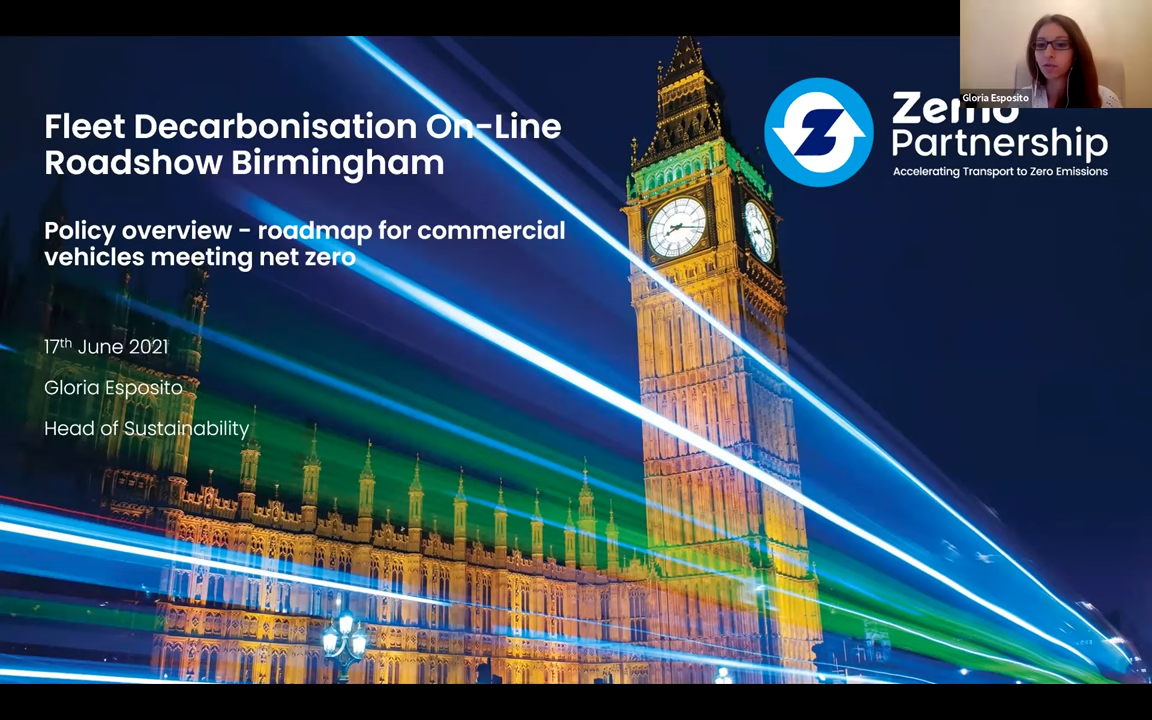 Fleet Decarbonisation On-Line
Roadshow Birmingham
Policy overview - roadmap for commercial
vehicles meeting net zero
17th June 2021
Gloria Esposito
Head of Sustainability
Gloria Esposito
Zemo
Partnership
Accelerating Transport to Zero Emissions